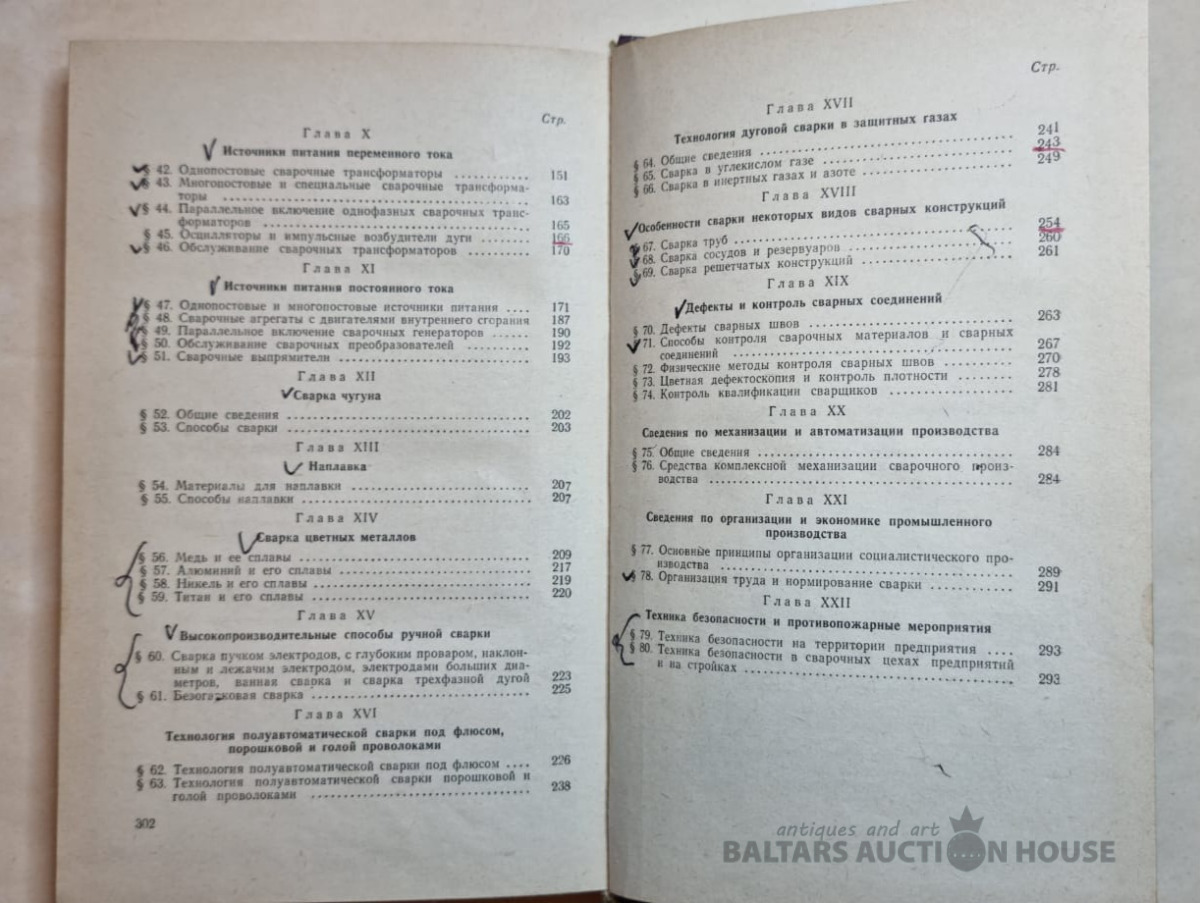 Стр.
Глава X
Источники питания переменного тока
§ 42. Однопостовые сварочные трансформаторы .......... 151
§ 43. Многопостовые и специальные сварочные трансформа-
торы .......... 163
§ 44. Параллельное включение однофазных сварочных транс-
форматоров .......... 165
§ 45. Осцилляторы и импульсные возбудители дуги .......... 166
§ 46. Обслуживание сварочных трансформаторов .......... 170
Глава XI
Источники питания постоянного тока
§ 47. Однопостовые и многопостовые источники питания .... 171
§ 48. Сварочные агрегаты с двигателями внутреннего сгорания 187
§ 49. Параллельное включение сварочных генераторов .......... 190
§ 50. Обслуживание сварочных преобразователей .......... 192
§ 51. Сварочные выпрямители .......... 193
Глава XII
Сварка чугуна
§ 52. Общие сведения .......... 202
§ 53. Способы сварки .......... 203
Глава XIII
Наплавка
§ 54. Материалы для наплавки .......... 207
§ 55. Способы наплавки .......... 207
Глава XIV
Сварка цветных металлов
§ 56. Медь и ее сплавы .......... 209
§ 57. Алюминий и его сплавы .......... 217
§ 58. Никель и его сплавы .......... 219
§ 59. Титан и его сплавы .......... 220
Глава XV
Высокопроизводительные способы ручной сварки
§ 60. Сварка пучком электродов, с глубоким проваром, наклон-
ным и лежачим электродом, электродами больших диа-
метров, ванная сварка и сварка трехфазной дугой 223
§ 61. Безогарковая сварка .......... 225
Глава XVI
Технология полуавтоматической сварки под флюсом,
порошковой и голой проволоками
§ 62. Технология полуавтоматической сварки под флюсом .... 226
§ 63. Технология полуавтоматической сварки порошковой и
голой проволоками .......... 238
302
Стр.
Глава XVII
Технология дуговой сварки в защитных газах
§ 64. Общие сведения .......... 241
§ 65. Сварка в углекислом газе .......... 243
§ 66. Сварка в инертных газах и азоте .......... 249
Глава XVIII
Особенности сварки некоторых видов сварных конструкций
§ 67. Сварка труб .......... 254
§ 68. Сварка сосудов и резервуаров .......... 260
§ 69. Сварка решетчатых конструкций .......... 261
Глава XIX
Дефекты и контроль сварных соединений
§ 70. Дефекты сварных швов .......... 263
§ 71. Способы контроля сварочных материалов и сварных
соединений .......... 267
§ 72. Физические методы контроля сварных швов .......... 270
§ 73. Цветная дефектоскопия и контроль плотности .......... 278
§ 74. Контроль квалификации сварщиков .......... 281
Глава XX
Сведения по механизации и автоматизации производства
§ 75. Общие сведения .......... 284
§ 76. Средства комплексной механизации сварочного произ-
водства .......... 284
Глава XXI
Сведения по организации и экономике промышленного
производства
§ 77. Основные принципы организации социалистического про-
изводства .......... 289
§ 78. Организация труда и нормирование сварки .......... 291
Глава XXII
Техника безопасности и противопожарные мероприятия
§ 79. Техника безопасности на территории предприятия .... 293
§ 80. Техника безопасности в сварочных цехах предприятий
и на стройках .......... 293
antiques and art
BALTARS AUCTION HOUSE